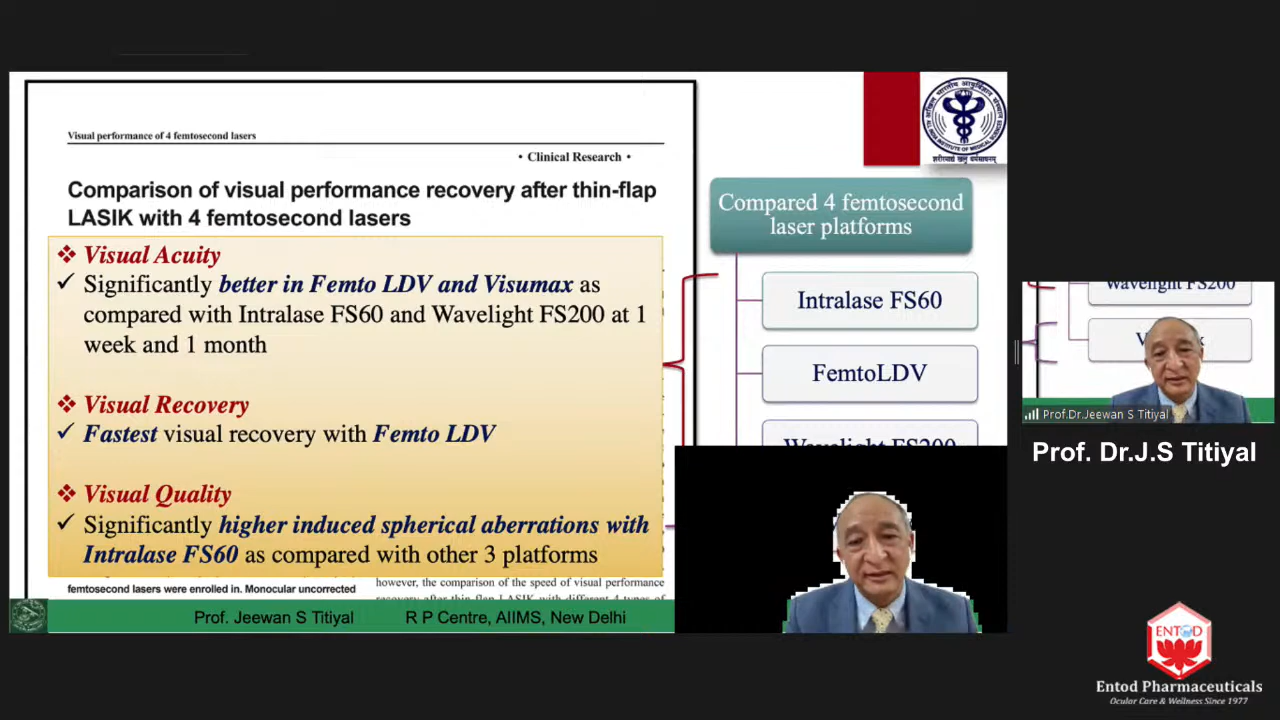 Visual performance of 4 femtosecond lasers
• Clinical Research •
Comparison of visual performance recovery after thin-flap
LASIK with 4 femtosecond lasers
❖ Visual Acuity
✓ Significantly better in Femto LDV and Visumax as
compared with Intralase FS60 and Wavelight FS200 at 1
week and 1 month
❖ Visual Recovery
✓ Fastest visual recovery with Femto LDV
❖ Visual Quality
✓ Significantly higher induced spherical aberrations with
Intralase FS60 as compared with other 3 platforms
femtosecond lasers were enrolled in. Monocular uncorrected
however, the comparison of the speed of visual performance
recovery after thin-flap LASIK with different 4 types of
Prof. Jeewan S Titiyal
R P Centre, AIIMS, New Delhi
Compared 4 femtosecond
laser platforms
Intralase FS60
FemtoLDV
Wavelight FS200
शरीरमाद्यं खलु धर्मसाधनम्
Wavelight FS200
Prof.Dr.Jeewan S Titiyal
Prof. Dr.J.S Titiyal
ENTOD
Entod Pharmaceuticals
Ocular Care & Wellness Since 1977